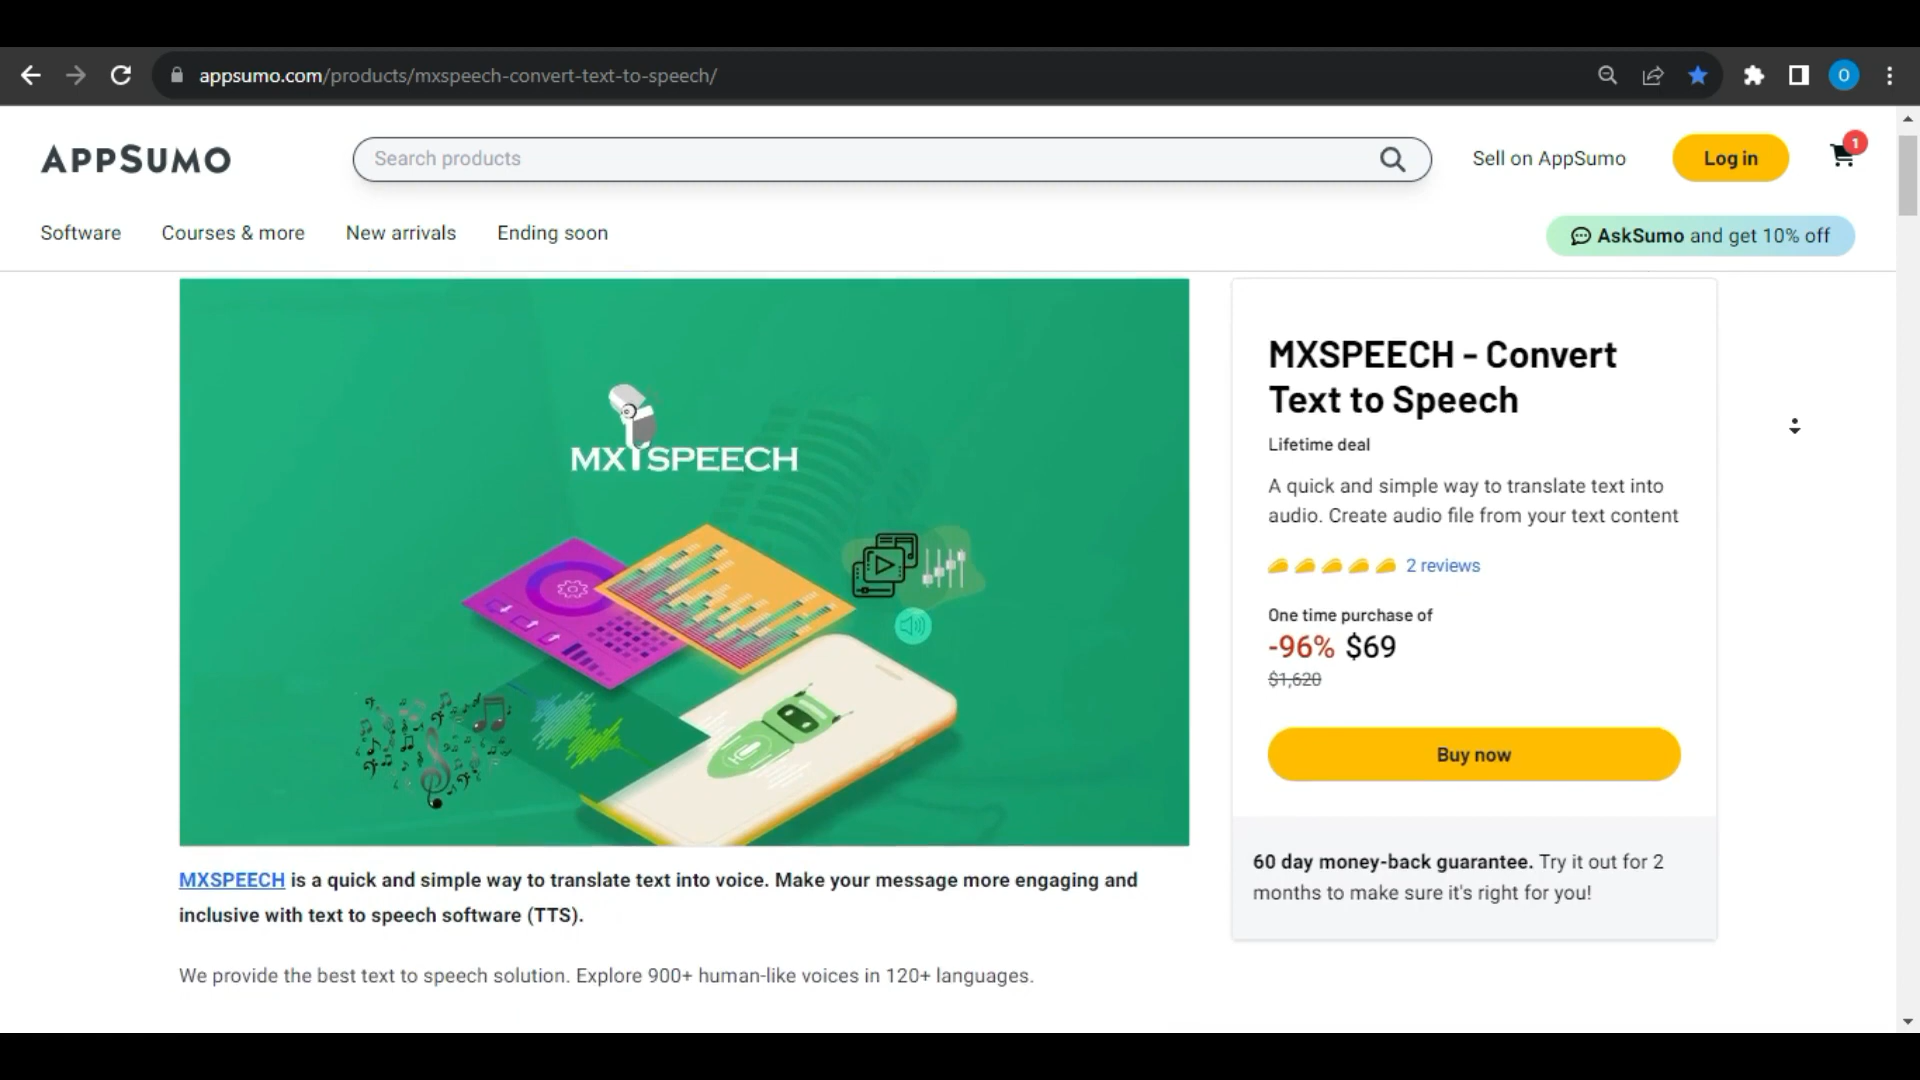 appsumo.com/products/mxspeech-convert-text-to-speech/
O
APPSUMO
Search products
Sell on AppSumo
Log in
1
Software
Courses & more
New arrivals
Ending soon
AskSumo and get 10% off
MXSPEECH
MXSPEECH - Convert
Text to Speech
Lifetime deal
A quick and simple way to translate text into
audio. Create audio file from your text content
2 reviews
One time purchase of
-96% $69
$1,620
Buy now
60 day money-back guarantee. Try it out for 2
months to make sure it's right for you!
MXSPEECH is a quick and simple way to translate text into voice. Make your message more engaging and
inclusive with text to speech software (TTS).
We provide the best text to speech solution. Explore 900+ human-like voices in 120+ languages.